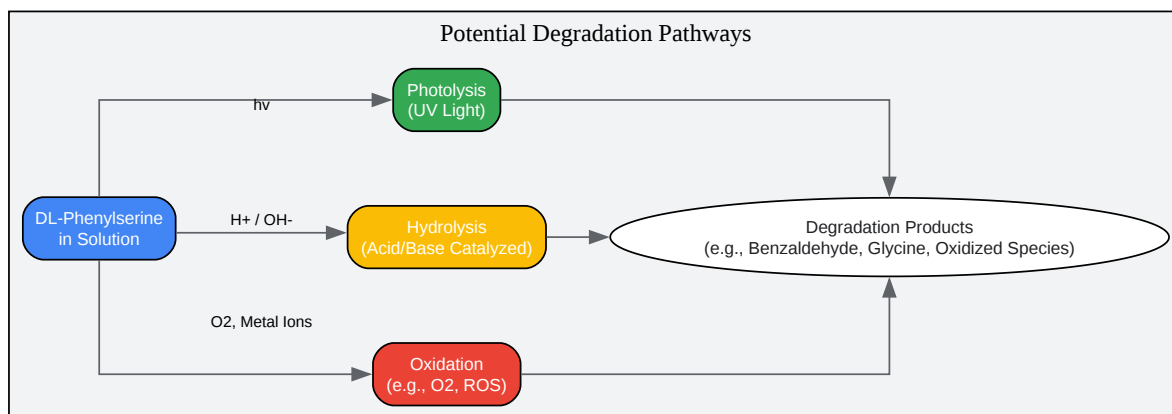 Potential Degradation Pathways
Photolysis
(UV Light)
hv
DL-Phenylserine
in Solution
H+ / OH-
Hydrolysis
(Acid/Base Catalyzed)
Degradation Products
(e.g., Benzaldehyde, Glycine, Oxidized Species)
O2, Metal Ions
Oxidation
(e.g., O2, ROS)